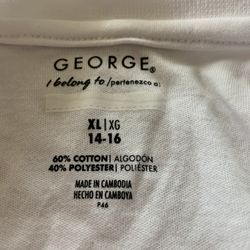 GEORGE®
I belong to /pertenezco a:
XL|XG
14-16
60% COTTON | ALGODÓN
40% POLYESTER | POLIÉSTER
MADE IN CAMBODIA
HECHO EN CAMBOYA
P66